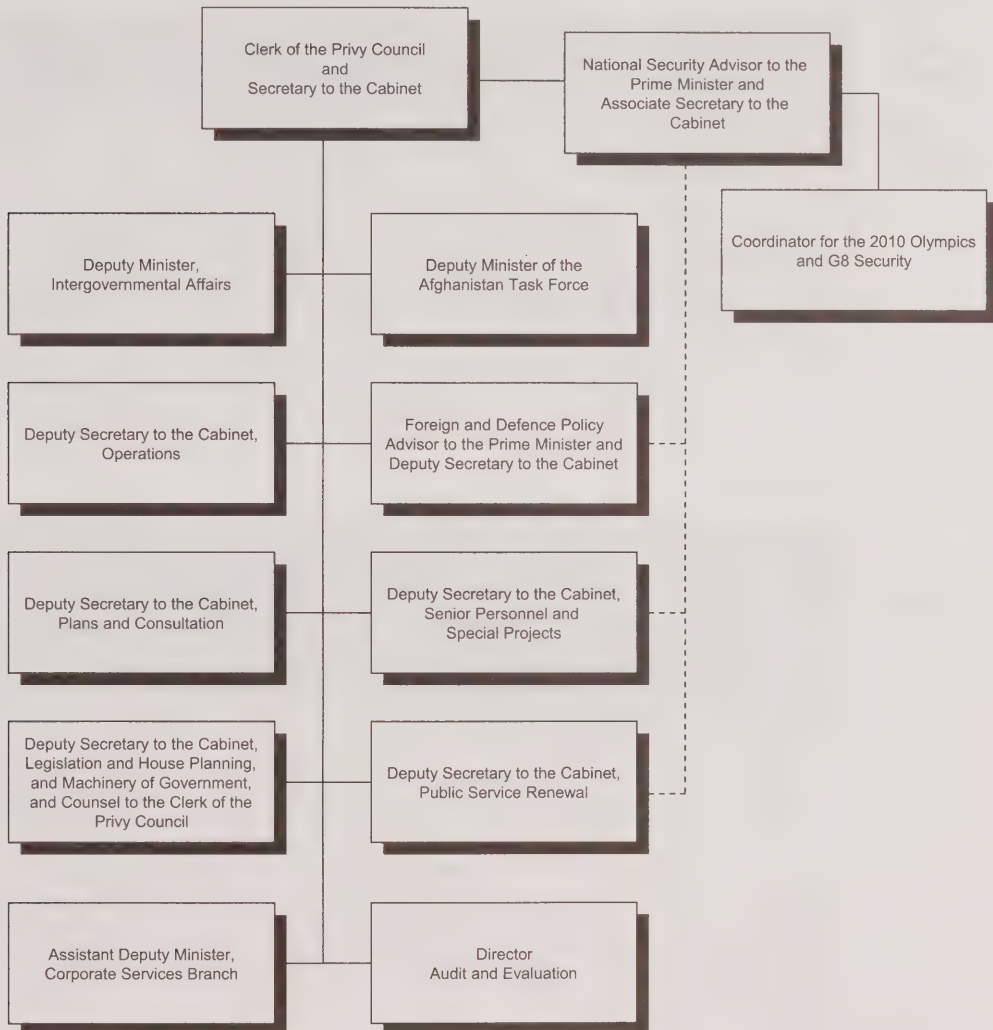 Clerk of the Privy Council
and
Secretary to the Cabinet
National Security Advisor to the
Prime Minister and
Associate Secretary to the
Cabinet
Coordinator for the 2010 Olympics
and G8 Security
Deputy Minister,
Intergovernmental Affairs
Deputy Minister of the
Afghanistan Task Force
Deputy Secretary to the Cabinet,
Operations
Foreign and Defence Policy
Advisor to the Prime Minister and
Deputy Secretary to the Cabinet
Deputy Secretary to the Cabinet,
Plans and Consultation
Deputy Secretary to the Cabinet,
Senior Personnel and
Special Projects
Deputy Secretary to the Cabinet,
Legislation and House Planning,
and Machinery of Government,
and Counsel to the Clerk of the
Privy Council
Deputy Secretary to the Cabinet,
Public Service Renewal
Assistant Deputy Minister,
Corporate Services Branch
Director
Audit and Evaluation